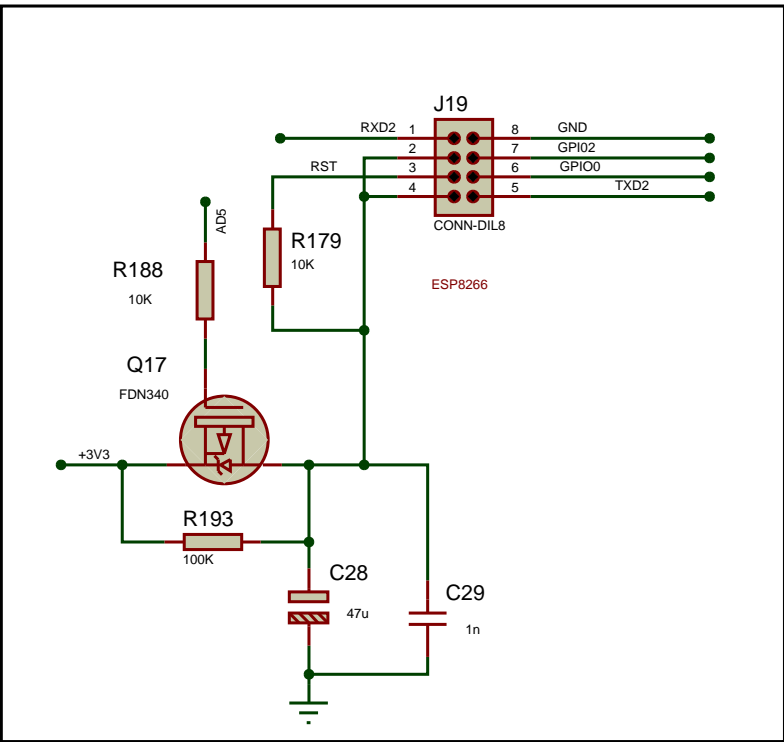 J19
RXD2 1 8 GND
2 7 GPI02
RST 3 6 GPIO0
4 5 TXD2
CONN-DIL8
AD5
R179
10K
R188
10K
ESP8266
Q17
FDN340
+3V3
R193
100K
C28
47u
C29
1n